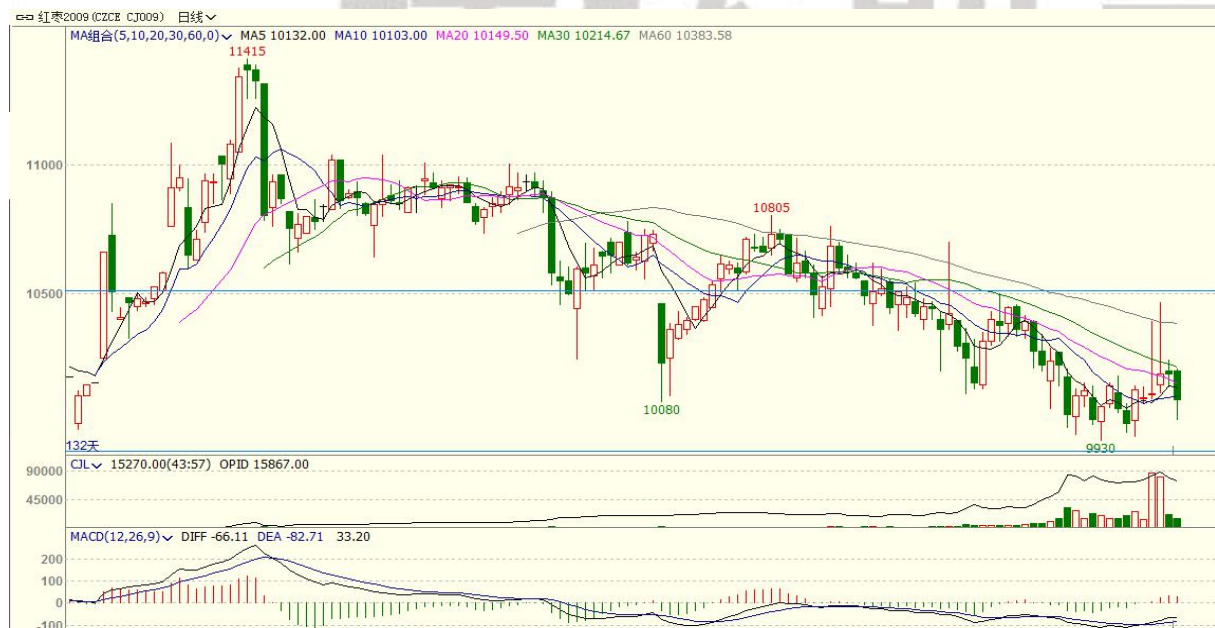 红枣2009(CZCE CJ009) 日线
MA组合(5,10,20,30,60,0) MA5 10132.00 MA10 10103.00 MA20 10149.50 MA30 10214.67 MA60 10383.58
11415
11000
10805
10500
10080
132天
9930
CJL 15270.00(43:57) OPID 15867.00
90000
45000
MACD(12,26,9) DIFF -66.11 DEA -82.71 33.20
200
100
0
-100